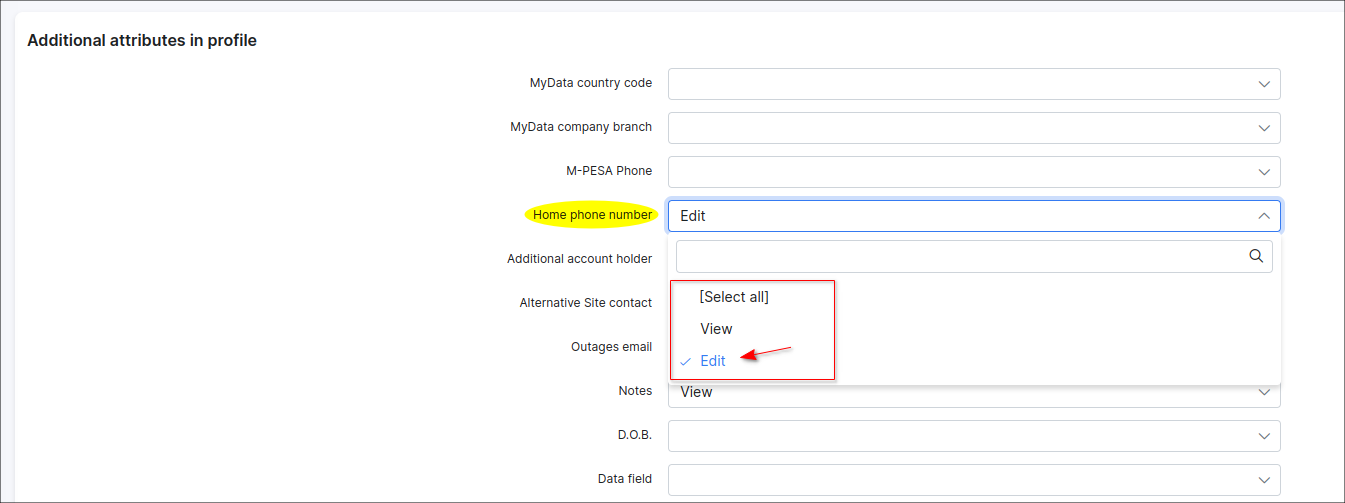 Additional attributes in profile
MyData country code
MyData company branch
M-PESA Phone
Home phone number
Edit
Additional account holder
[Select all]
Alternative Site contact
View
Outages email
Edit
Notes
View
D.O.B.
Data field